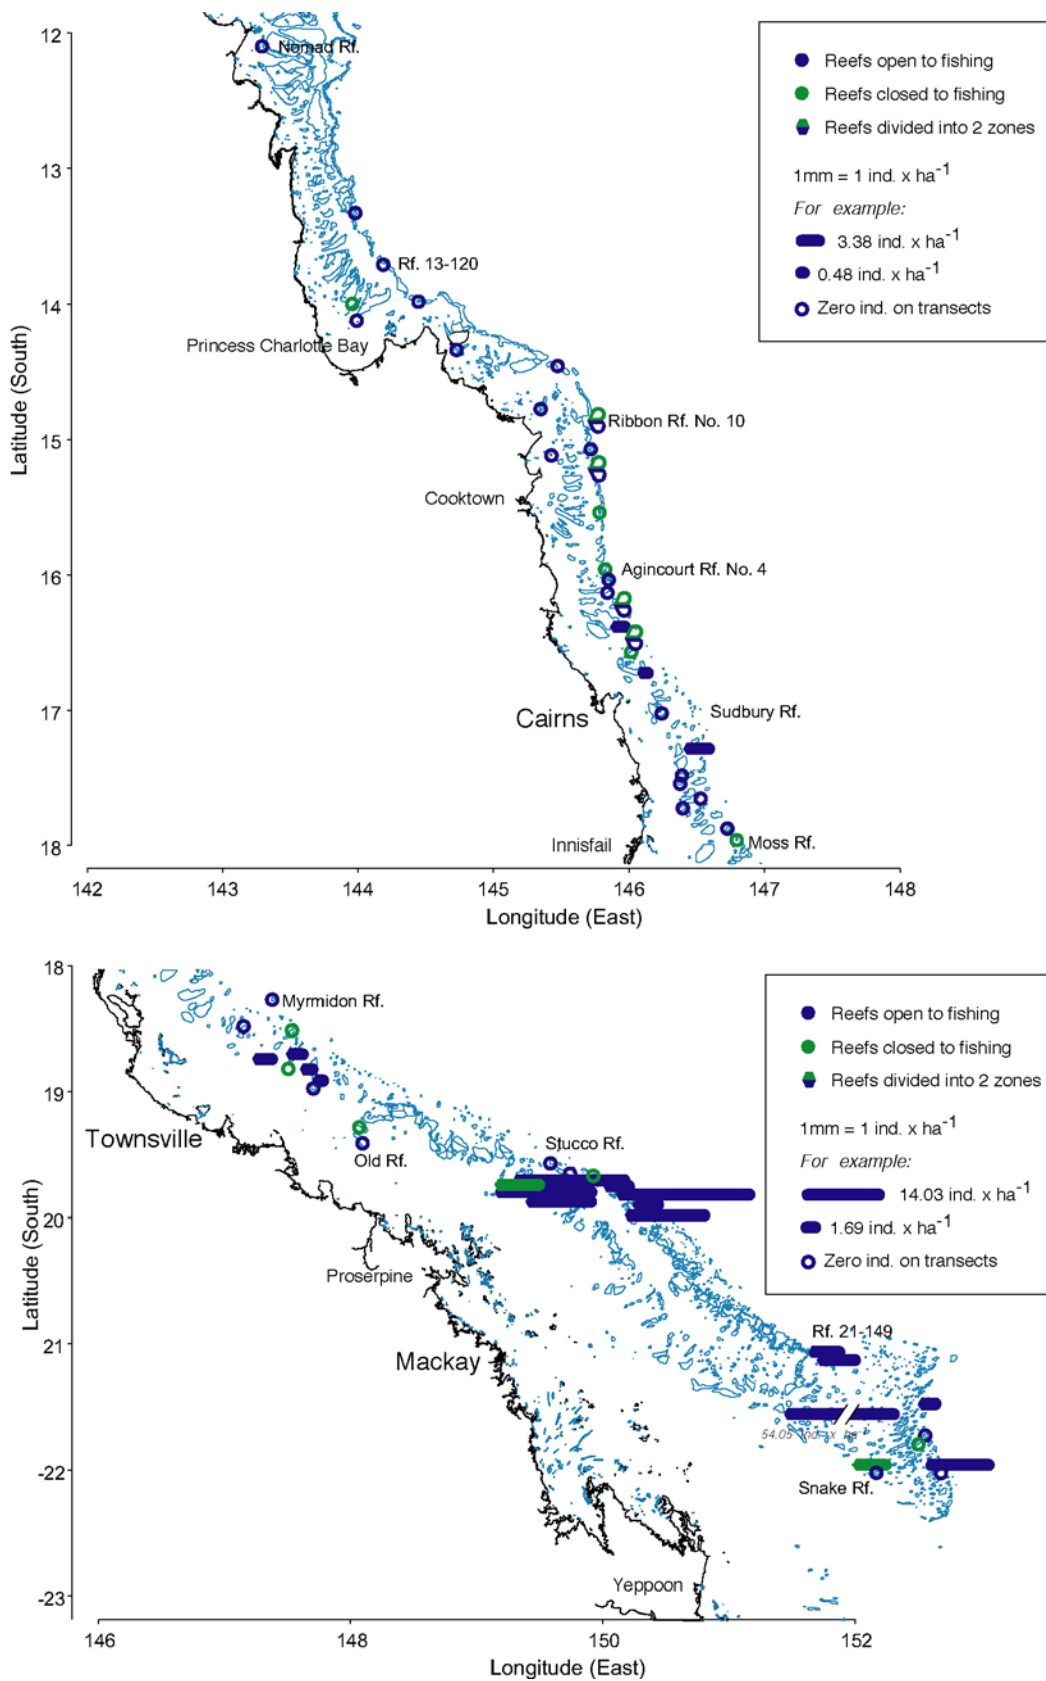 12
13
14
15
16
17
18
Latitude (South)
142
143
144
145
146
147
148
Longitude (East)
Nomad Rf.
Rf. 13-120
Princess Charlotte Bay
Ribbon Rf. No. 10
Cooktown
Agincourt Rf. No. 4
Cairns
Sudbury Rf.
Innisfail
Moss Rf.
Reefs open to fishing
Reefs closed to fishing
Reefs divided into 2 zones
1mm = 1 ind. x ha-1
For example:
3.38 ind. x ha-1
0.48 ind. x ha-1
Zero ind. on transects
18
19
20
21
-22
-23
Latitude (South)
146
148
150
152
Longitude (East)
Myrmidon Rf.
Townsville
Old Rf.
Stucco Rf.
Proserpine
Mackay
Rf. 21-149
54.05 ind. x ha
Snake Rf.
Yeppoon
Reefs open to fishing
Reefs closed to fishing
Reefs divided into 2 zones
1mm = 1 ind. x ha-1
For example:
14.03 ind. x ha-1
1.69 ind. x ha-1
Zero ind. on transects